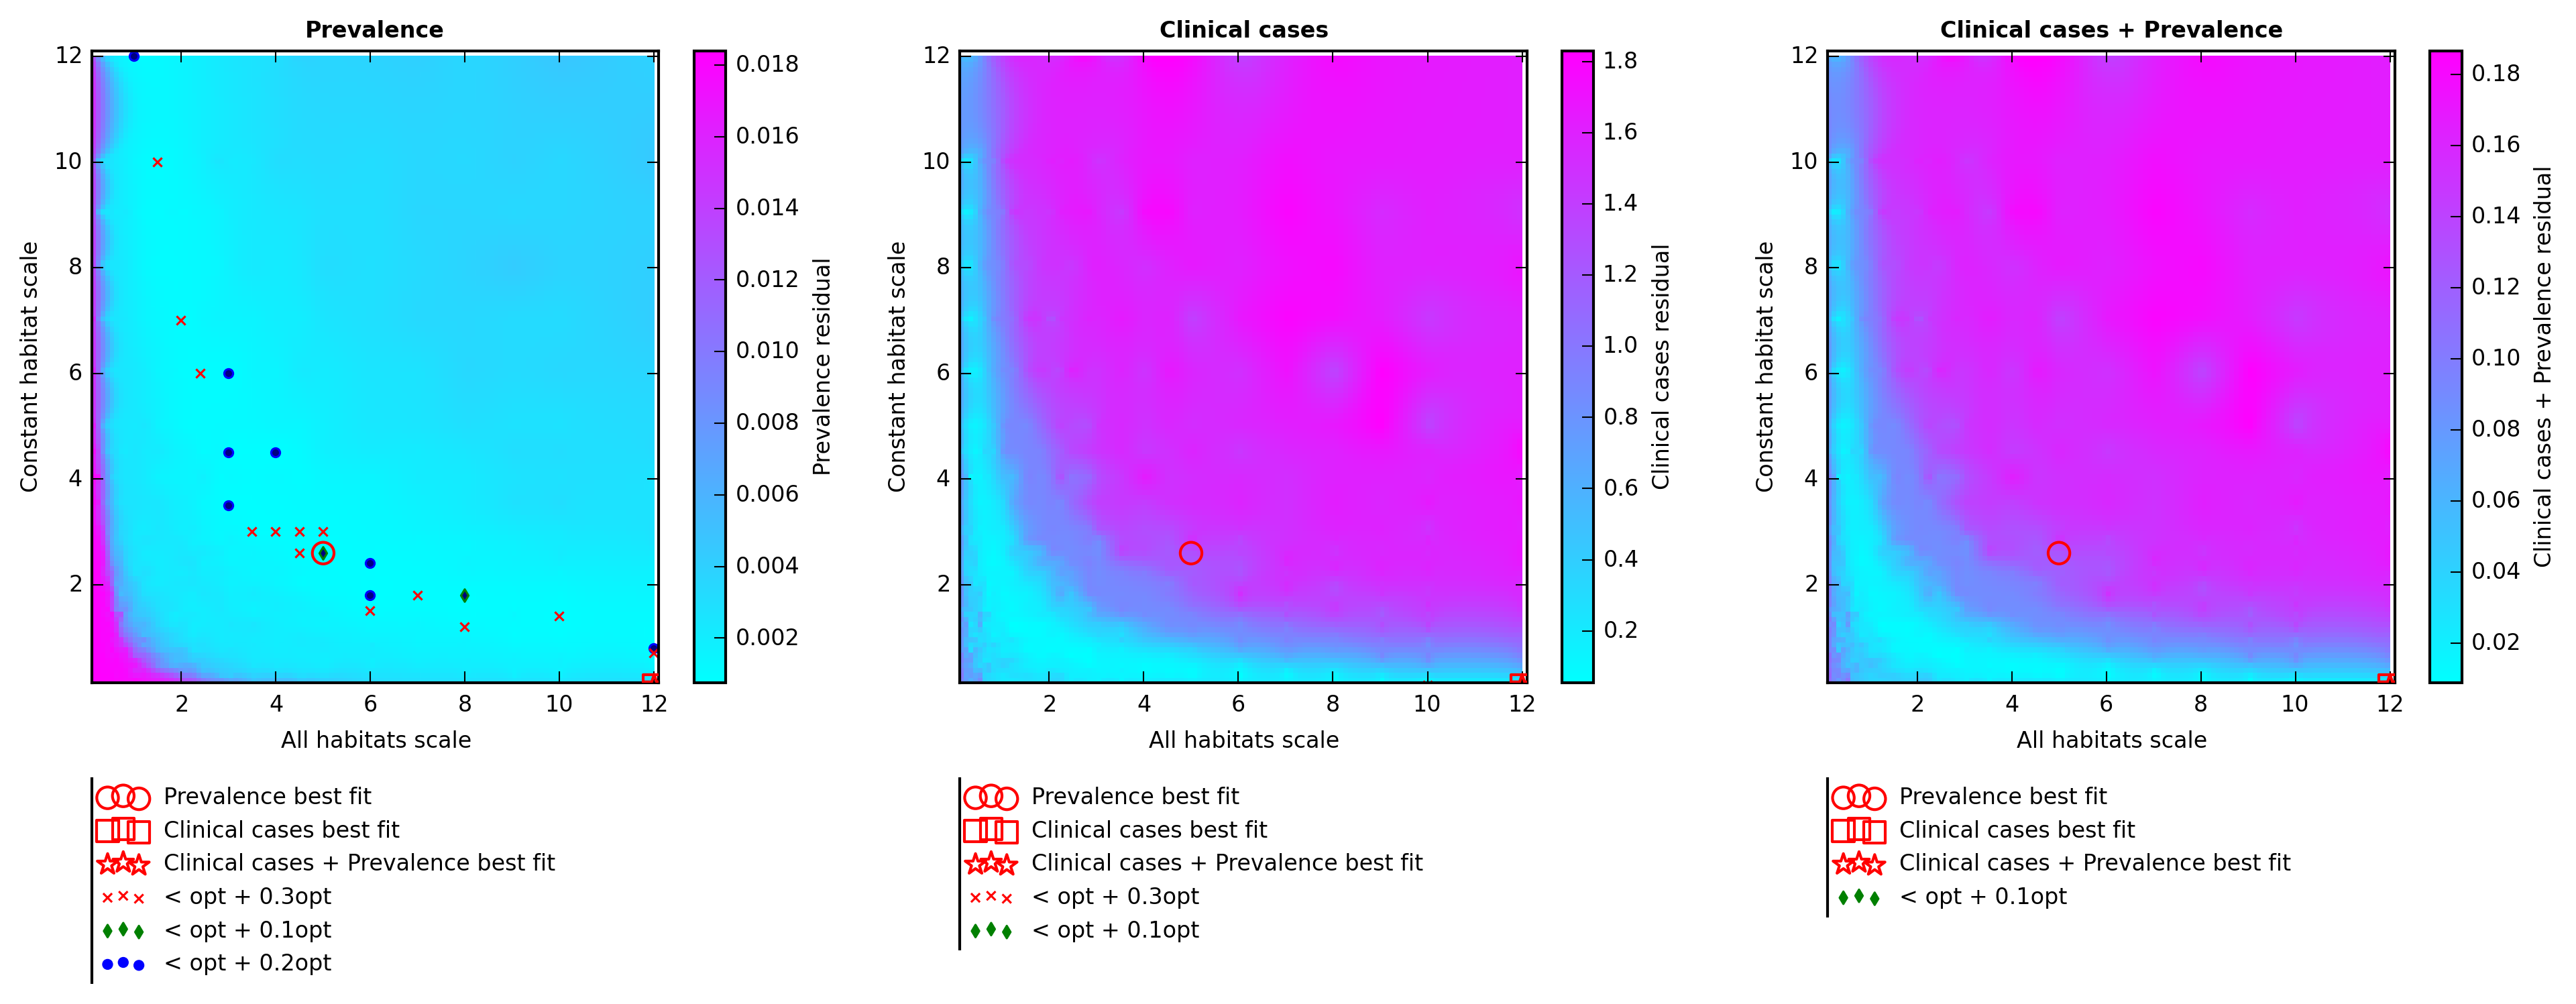 Prevalence
Clinical cases
Clinical cases + Prevalence
12
10
8
6
4
2
Constant habitat scale
2 4 6 8 10 12
All habitats scale
0.018
0.016
0.014
0.012
0.010
0.008
0.006
0.004
0.002
Prevalence residual
12
10
8
6
4
2
Constant habitat scale
2 4 6 8 10 12
All habitats scale
1.8
1.6
1.4
1.2
1.0
0.8
0.6
0.4
0.2
Clinical cases residual
12
10
8
6
4
2
Constant habitat scale
2 4 6 8 10 12
All habitats scale
0.18
0.16
0.14
0.12
0.10
0.08
0.06
0.04
0.02
Clinical cases + Prevalence residual
Prevalence best fit
Clinical cases best fit
Clinical cases + Prevalence best fit
< opt + 0.3opt
< opt + 0.1opt
< opt + 0.2opt
Prevalence best fit
Clinical cases best fit
Clinical cases + Prevalence best fit
< opt + 0.3opt
< opt + 0.1opt
Prevalence best fit
Clinical cases best fit
Clinical cases + Prevalence best fit
< opt + 0.1opt